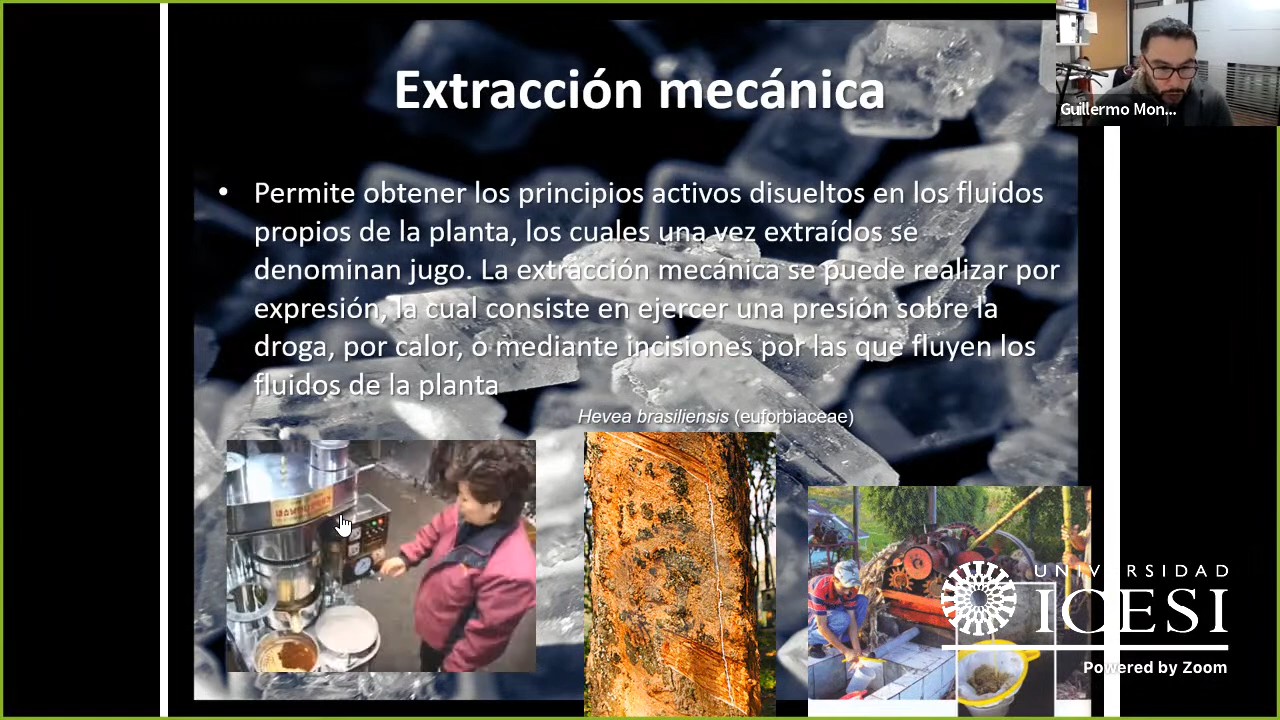 Extracción mecánica
Guillermo Mon...
• Permite obtener los principios activos disueltos en los fluidos
propios de la planta, los cuales una vez extraídos se
denominan jugo. La extracción mecánica se puede realizar por
expresión, la cual consiste en ejercer una presión sobre la
droga, por calor, o mediante incisiones por las que fluyen los
fluidos de la planta
Hevea brasiliensis (euforbiaceae)
UNIVERSIDAD
ICESI
Powered by Zoom